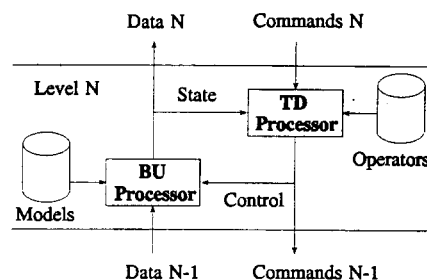 Data N
Commands N
Level N
State
TD
Processor
Operators
BU
Processor
Models
Control
Data N-1
Commands N-1